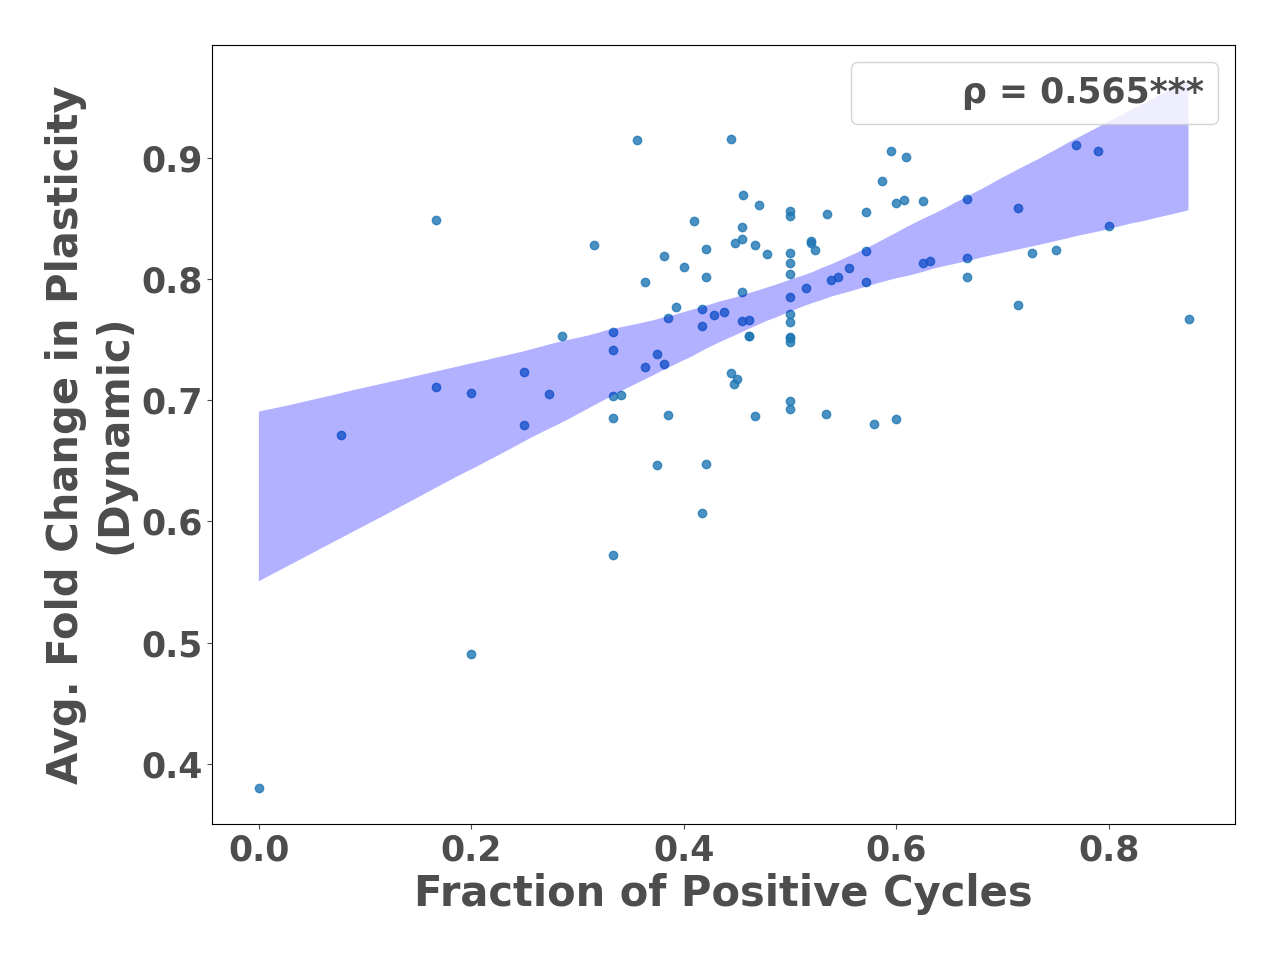 ρ = 0.565***
Avg. Fold Change in Plasticity
(Dynamic)
0.9
0.8
0.7
0.6
0.5
0.4
0.0 0.2 0.4 0.6 0.8
Fraction of Positive Cycles